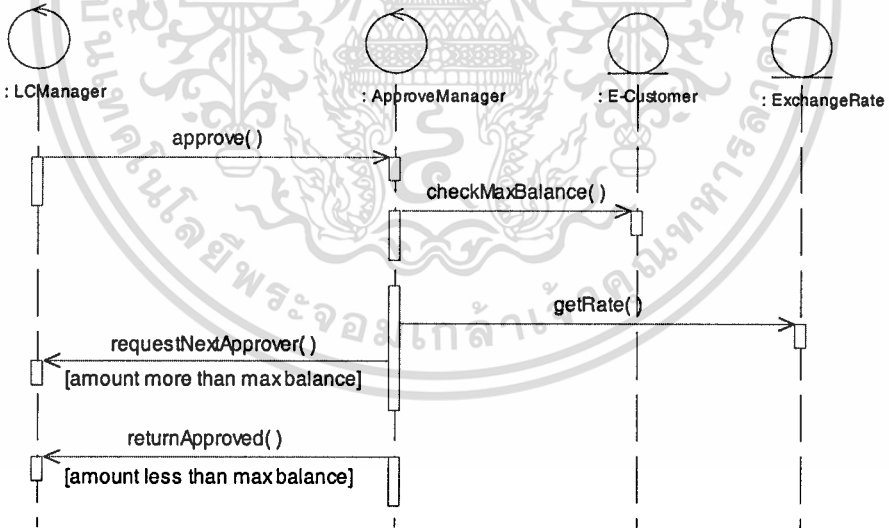 : LCManager
: ApproveManager
: E-Customer
: ExchangeRate
approve( )
checkMaxBalance( )
getRate( )
requestNextApprover( )
[amount more than max balance]
returnApproved( )
[amount less than max balance]